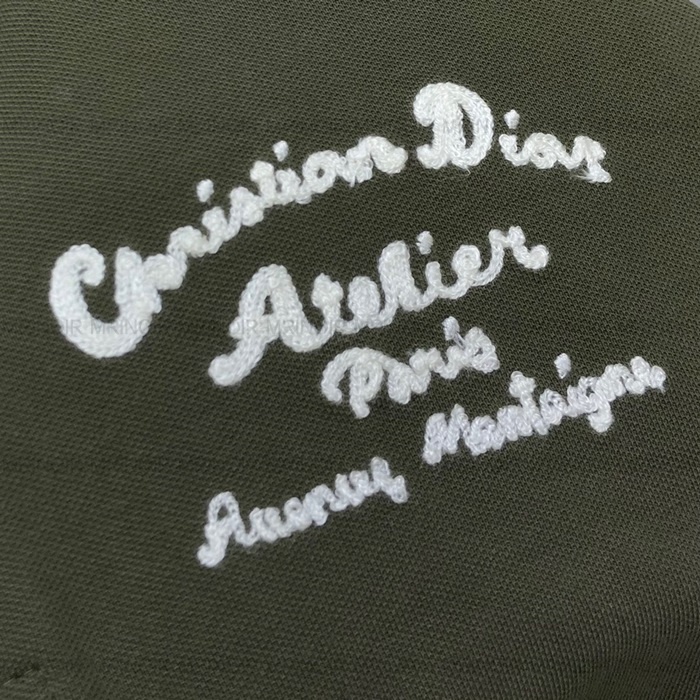 Christian Dior
Atelier
Paris
Avenue Montaigne